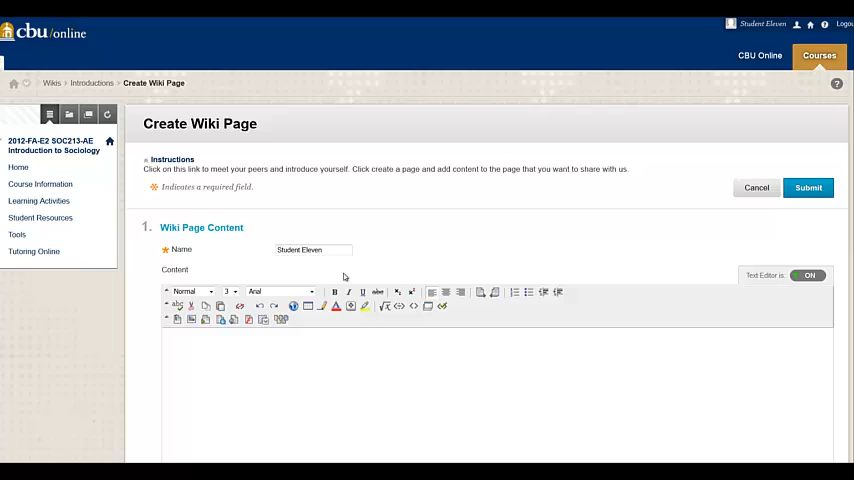 Student Eleven
Logou
cbu/online
CBU Online
Courses
Wikis > Introductions > Create Wiki Page
?
2012-FA-E2 SOC213-AE
Introduction to Sociology
Home
Course Information
Learning Activities
Student Resources
Tools
Tutoring Online
Create Wiki Page
Instructions
Click on this link to meet your peers and introduce yourself. Click create a page and add content to the page that you want to share with us.
Indicates a required field.
Cancel
Submit
1. Wiki Page Content
Name
Student Eleven
Content
Text Editor is: ON
Normal 3 Arial B I U abc
abc